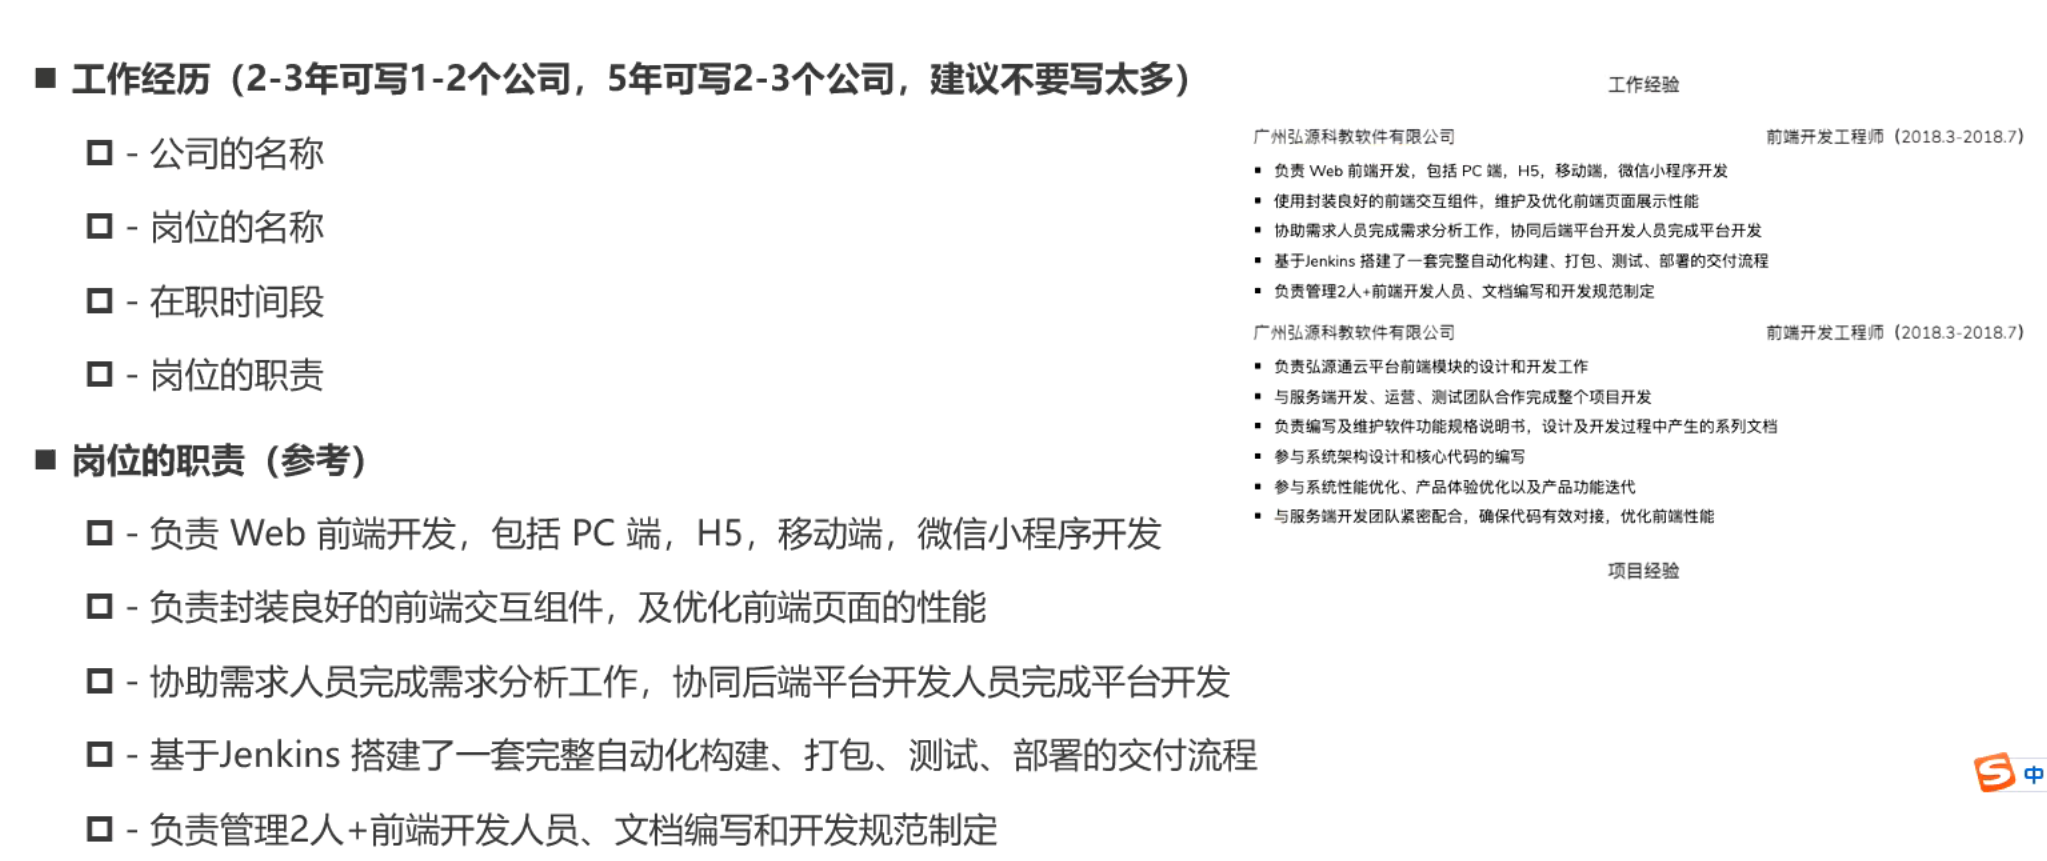 ■ 工作经历（2-3年可写1-2个公司，5年可写2-3个公司，建议不要写太多）
- 公司的名称
- 岗位的名称
- 在职时间段
- 岗位的职责
■ 岗位的职责（参考）
- 负责 Web 前端开发，包括 PC 端，H5，移动端，微信小程序开发
- 负责封装良好的前端交互组件，及优化前端页面的性能
- 协助需求人员完成需求分析工作，协同后端平台开发人员完成平台开发
- 基于Jenkins 搭建了一套完整自动化构建、打包、测试、部署的交付流程
- 负责管理2人+前端开发人员、文档编写和开发规范制定
工作经验
广州弘源科教软件有限公司 前端开发工程师（2018.3-2018.7）
▪ 负责 Web 前端开发，包括 PC 端，H5，移动端，微信小程序开发
▪ 使用封装良好的前端交互组件，维护及优化前端页面展示性能
▪ 协助需求人员完成需求分析工作，协同后端平台开发人员完成平台开发
▪ 基于Jenkins 搭建了一套完整自动化构建、打包、测试、部署的交付流程
▪ 负责管理2人+前端开发人员、文档编写和开发规范制定
广州弘源科教软件有限公司 前端开发工程师（2018.3-2018.7）
▪ 负责弘源通云平台前端模块的设计和开发工作
▪ 与服务端开发、运营、测试团队合作完成整个项目开发
▪ 负责编写及维护软件功能规格说明书，设计及开发过程中产生的系列文档
▪ 参与系统架构设计和核心代码的编写
▪ 参与系统性能优化、产品体验优化以及产品功能迭代
▪ 与服务端开发团队紧密配合，确保代码有效对接，优化前端性能
项目经验
中